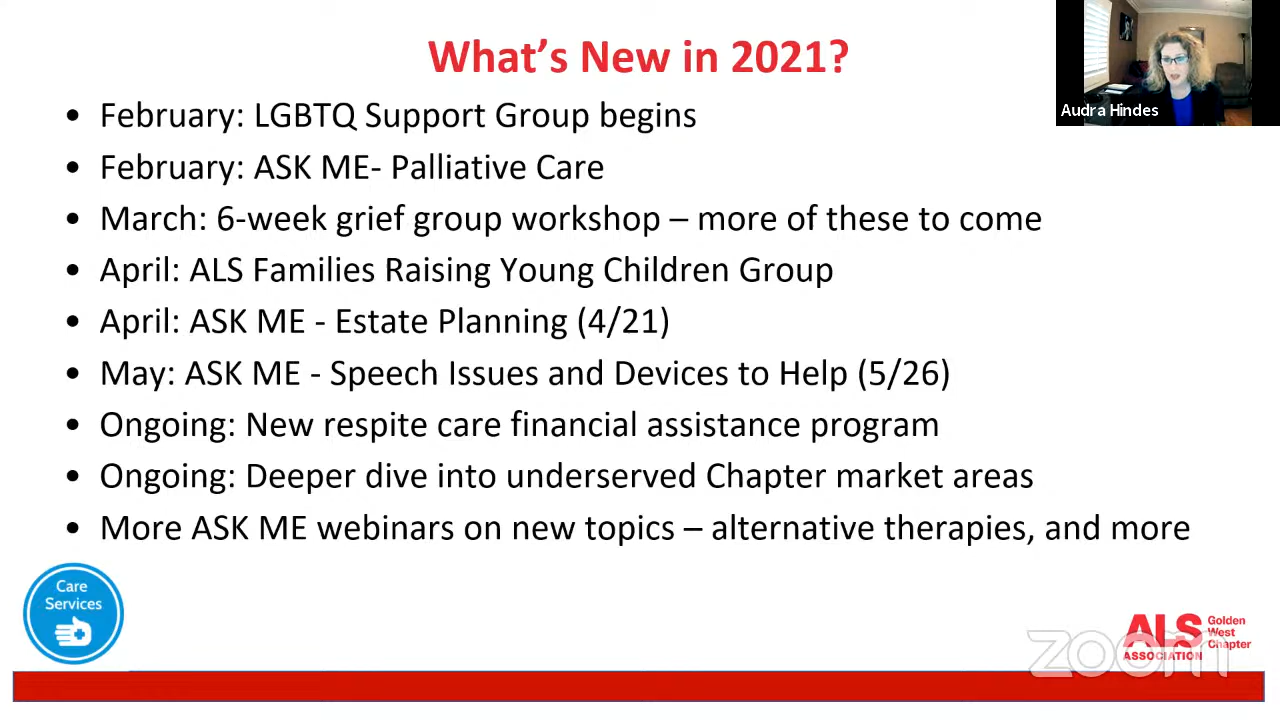 What's New in 2021?
Audra Hindes
• February: LGBTQ Support Group begins
• February: ASK ME- Palliative Care
• March: 6-week grief group workshop – more of these to come
• April: ALS Families Raising Young Children Group
• April: ASK ME - Estate Planning (4/21)
• May: ASK ME - Speech Issues and Devices to Help (5/26)
• Ongoing: New respite care financial assistance program
• Ongoing: Deeper dive into underserved Chapter market areas
• More ASK ME webinars on new topics – alternative therapies, and more
Care
Services
ALS
ASSOCIATION
Golden
West
Chapter
zoom